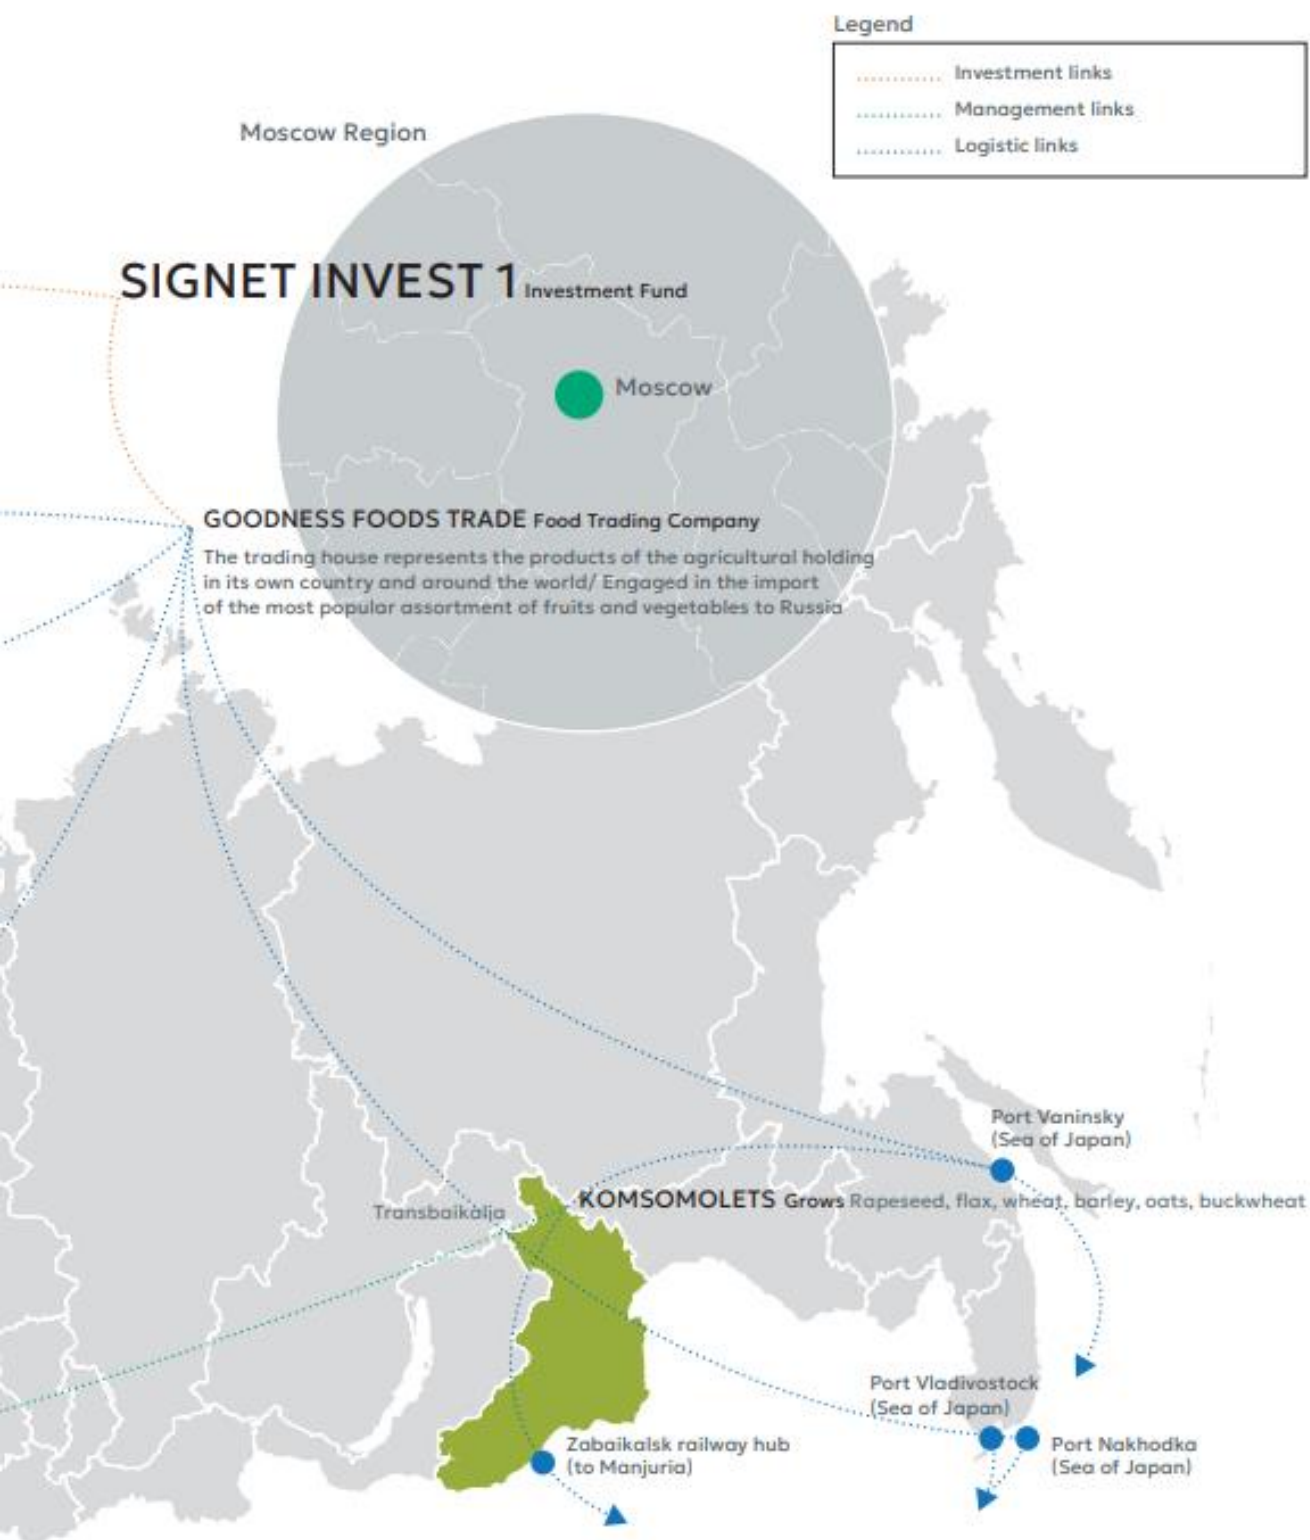 Legend
Investment links
Management links
Logistic links
Moscow Region
SIGNET INVEST 1 Investment Fund
Moscow
GOODNESS FOODS TRADE Food Trading Company
The trading house represents the products of the agricultural holding
in its own country and around the world/ Engaged in the import
of the most popular assortment of fruits and vegetables to Russia
Port Vaninsky
(Sea of Japan)
KOMSOMOLETS Grows Rapeseed, flax, wheat, barley, oats, buckwheat
Transbaikàlja
Port Vladivostock
(Sea of Japan)
Zabaikalsk railway hub
(to Manjuria)
Port Nakhodka
(Sea of Japan)